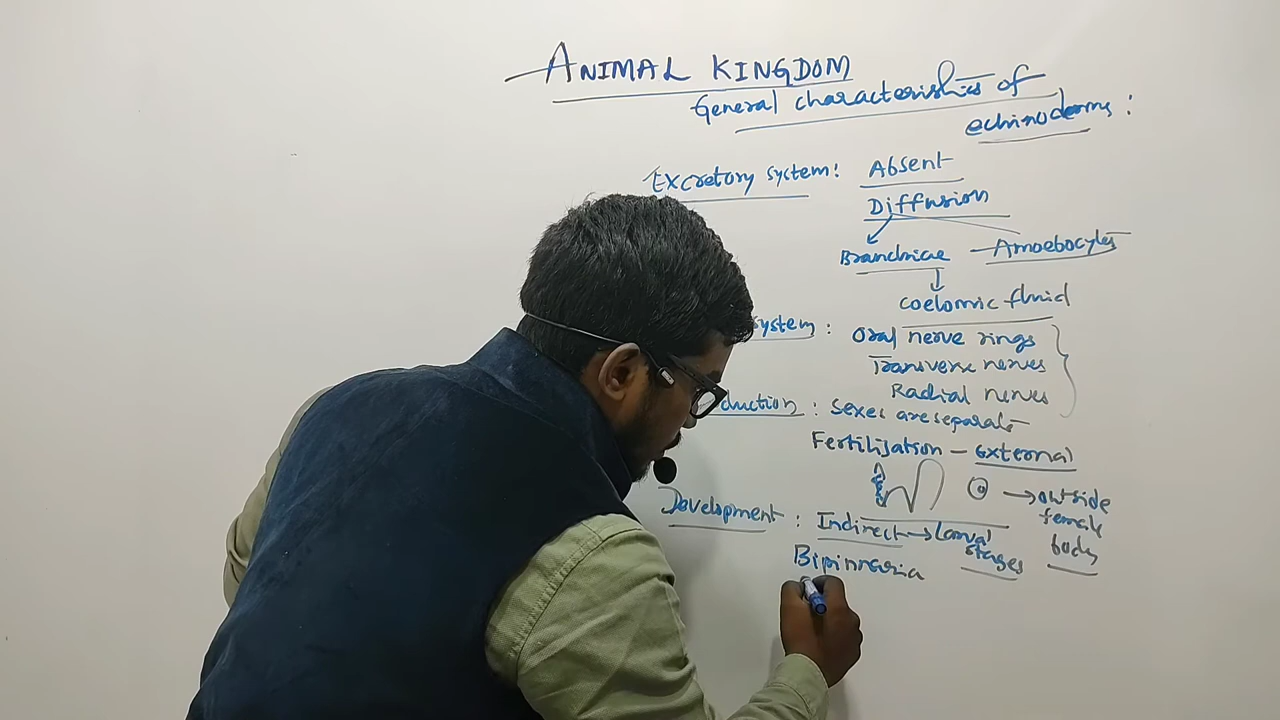 ANIMAL KINGDOM
General characteristics of
echinoderms :
Excretory system : Absent
Diffusion
Branchiae - Amoebocytes
coelomic fluid
system : Oral nerve rings
Transverse nerves
Radial nerves
duction : Sexes are separate
Fertilisation - External
→ outside
female
body
Development : Indirect → Larval
stages
Bipinnaria